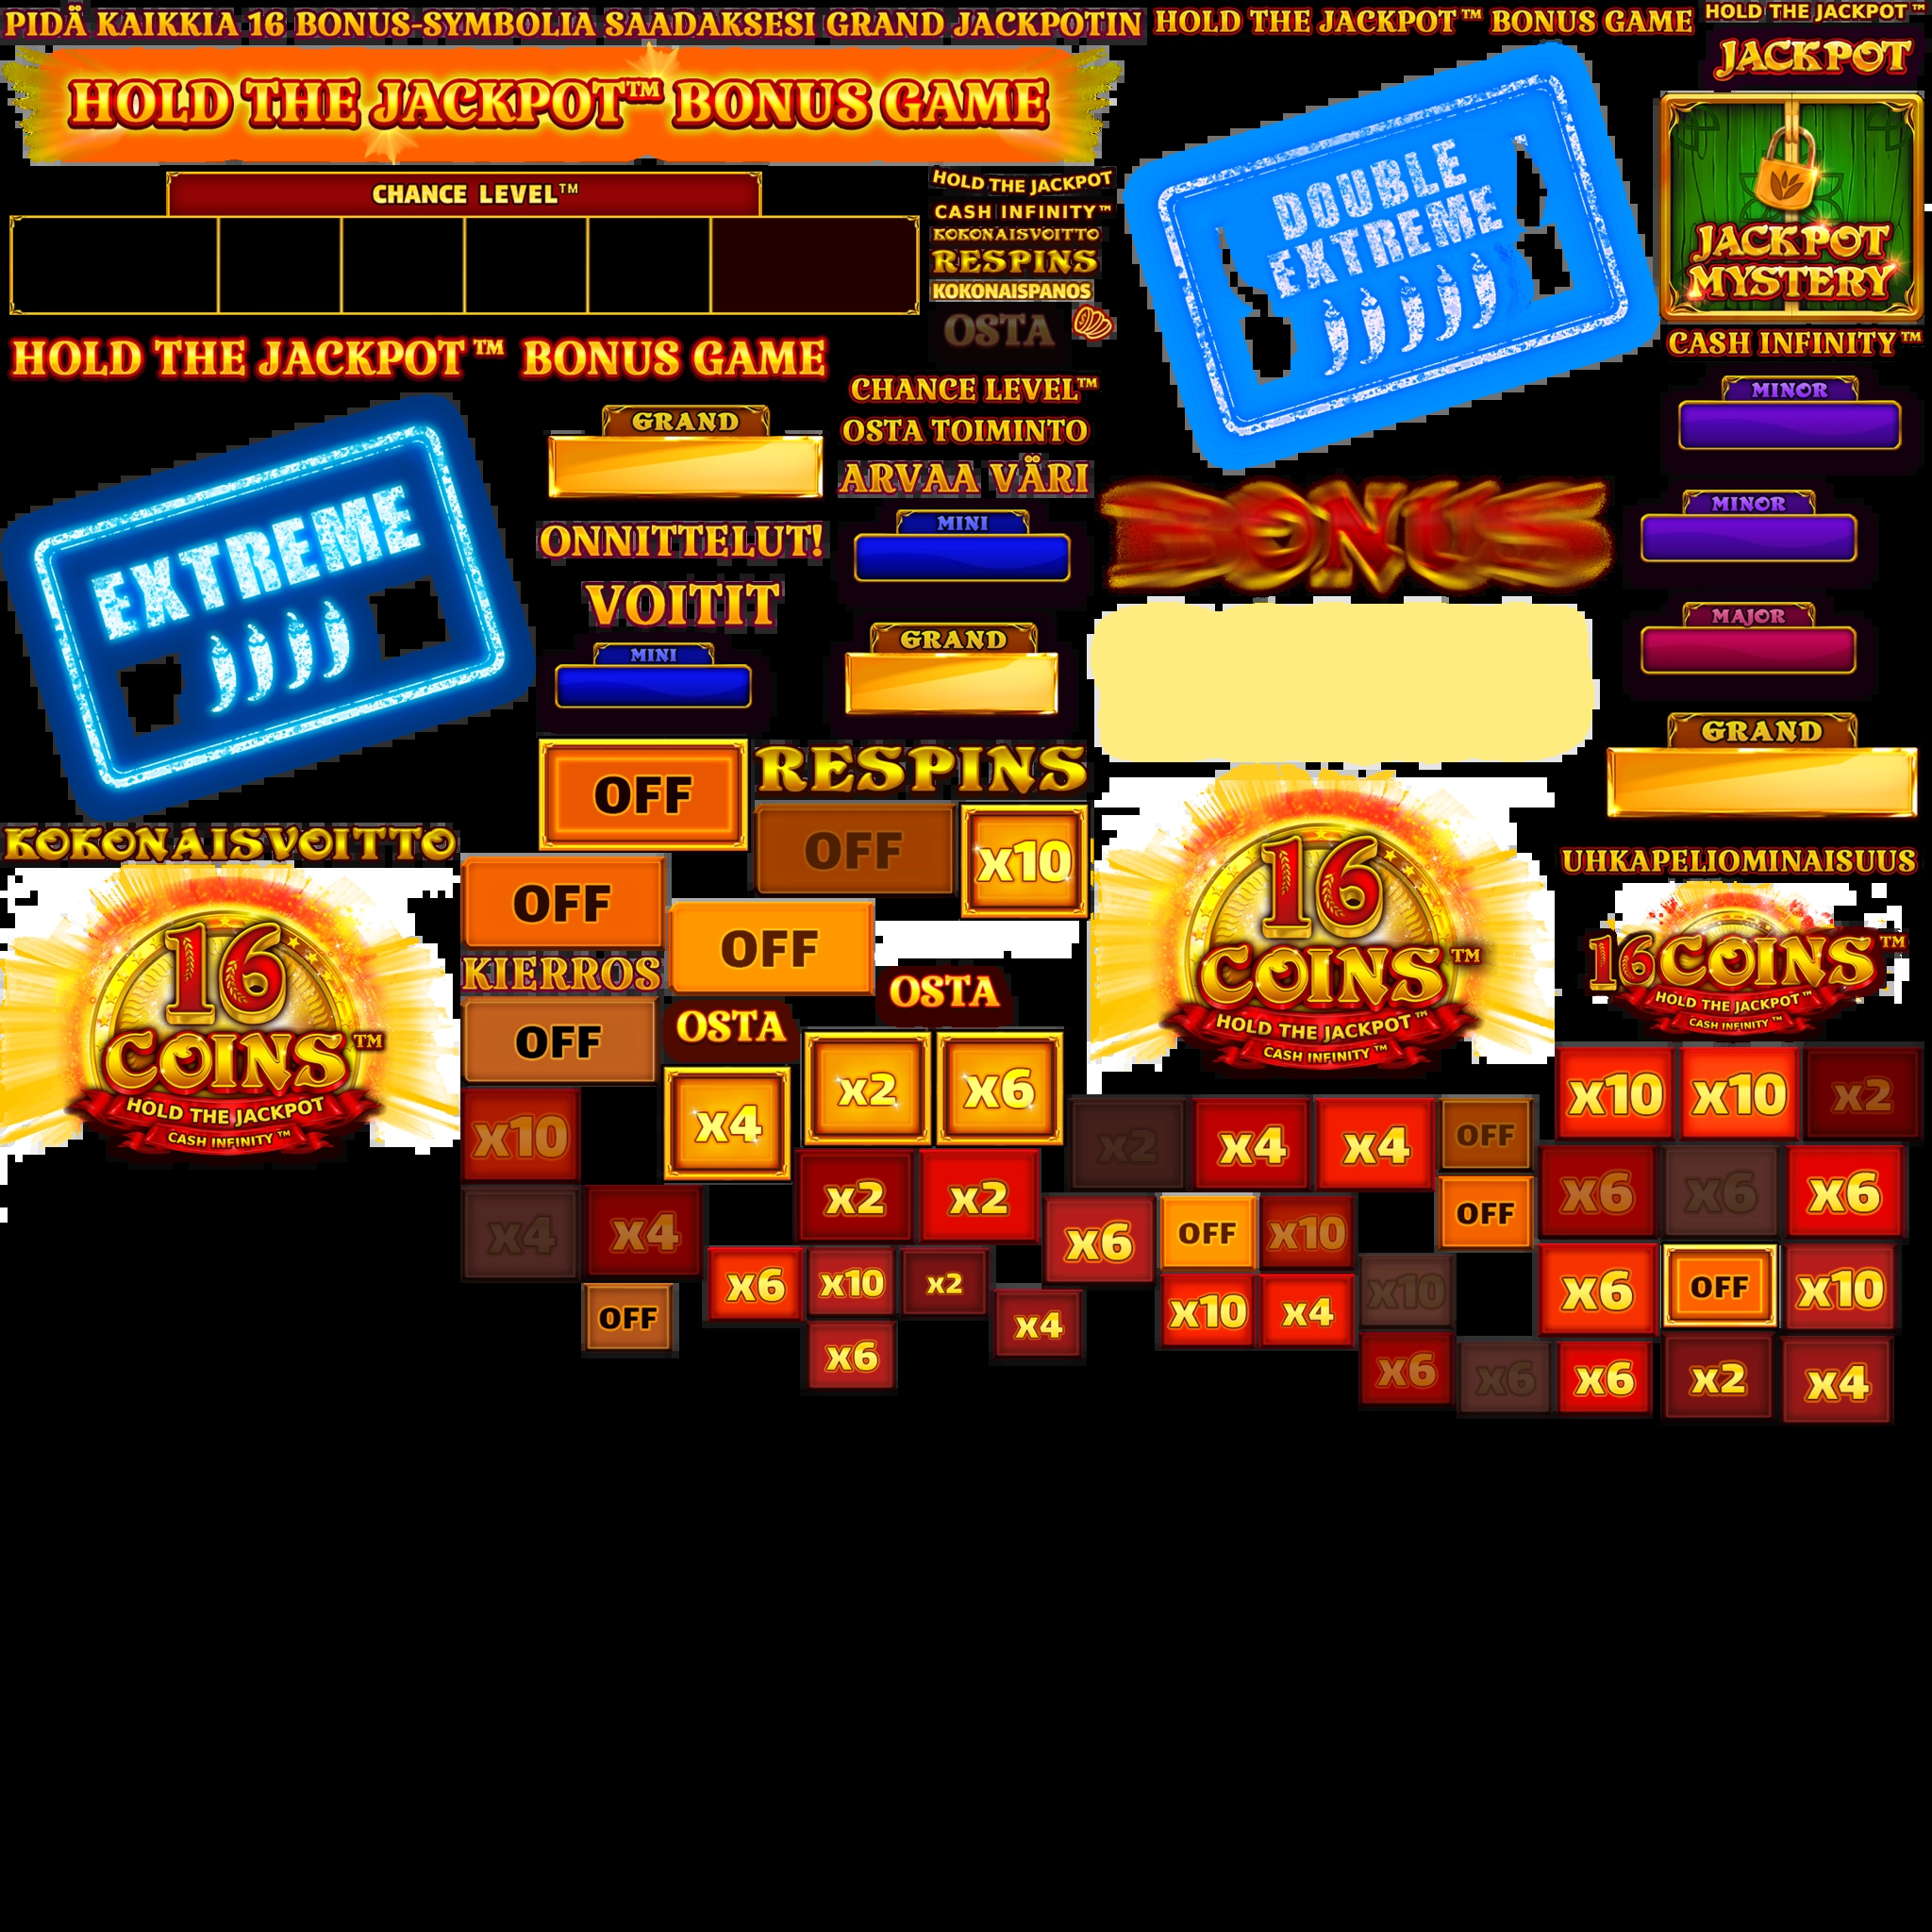 PIDÄ KAIKKIA 16 BONUS-SYMBOLIA SAADAKSESI GRAND JACKPOTIN
HOLD THE JACKPOT™ BONUS GAME
HOLD THE JACKPOT™
JACKPOT
HOLD THE JACKPOT™ BONUS GAME
CHANCE LEVEL™
HOLD THE JACKPOT
CASH INFINITY™
KOKONAISVOITTO
RESPINS
KOKONAISPANOS
OSTA
DOUBLE
EXTREME
JACKPOT
MYSTERY
CASH INFINITY™
HOLD THE JACKPOT™ BONUS GAME
CHANCE LEVEL™
OSTA TOIMINTO
ARVAA VÄRI
MINOR
GRAND
EXTREME
ONNITTELUT!
VOITIT
MINI
MINI
GRAND
BONUS
MINOR
MAJOR
GRAND
OFF
RESPINS
OFF
x10
KOKONAISVOITTO
OFF
OFF
KIERROS
OFF
OSTA
OSTA
16
COINS™
HOLD THE JACKPOT
CASH INFINITY™
16
COINS™
HOLD THE JACKPOT™
CASH INFINITY™
UHKAPELIOMINAISUUS
16 COINS™
HOLD THE JACKPOT™
CASH INFINITY™
x4
x2
x6
x10
x2
x2
x4
x4
x2
x4
x4
OFF
OFF
x10
x10
x2
x6
x6
x6
x6
OFF
x10
x6
OFF
x10
x10
x4
x10
OFF
x6
x10
x2
x4
x6
x6
x6
x6
x2
x4